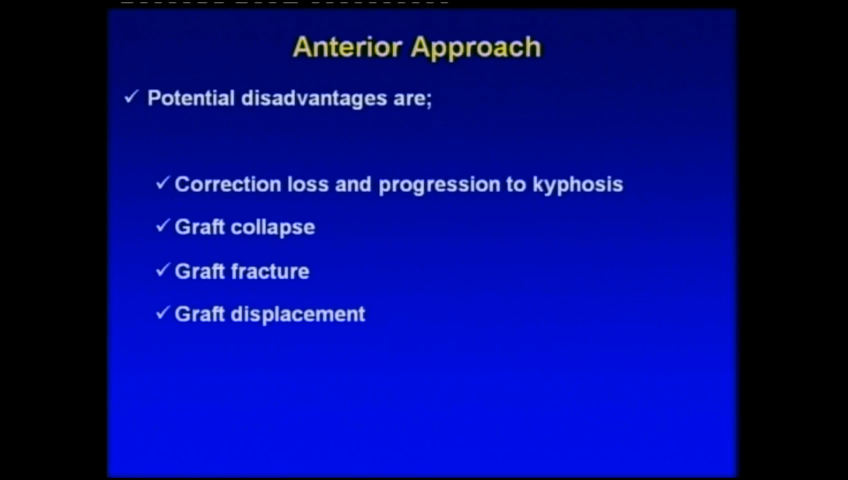 Anterior Approach
✓ Potential disadvantages are;
✓ Correction loss and progression to kyphosis
✓ Graft collapse
✓ Graft fracture
✓ Graft displacement